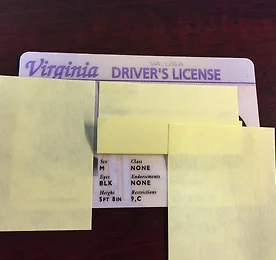 VA, USA
Virginia DRIVER'S LICENSE
Sex Class
M NONE
Eyes Endorsements
BLK NONE
Height Restrictions
5FT 8IN 9,C